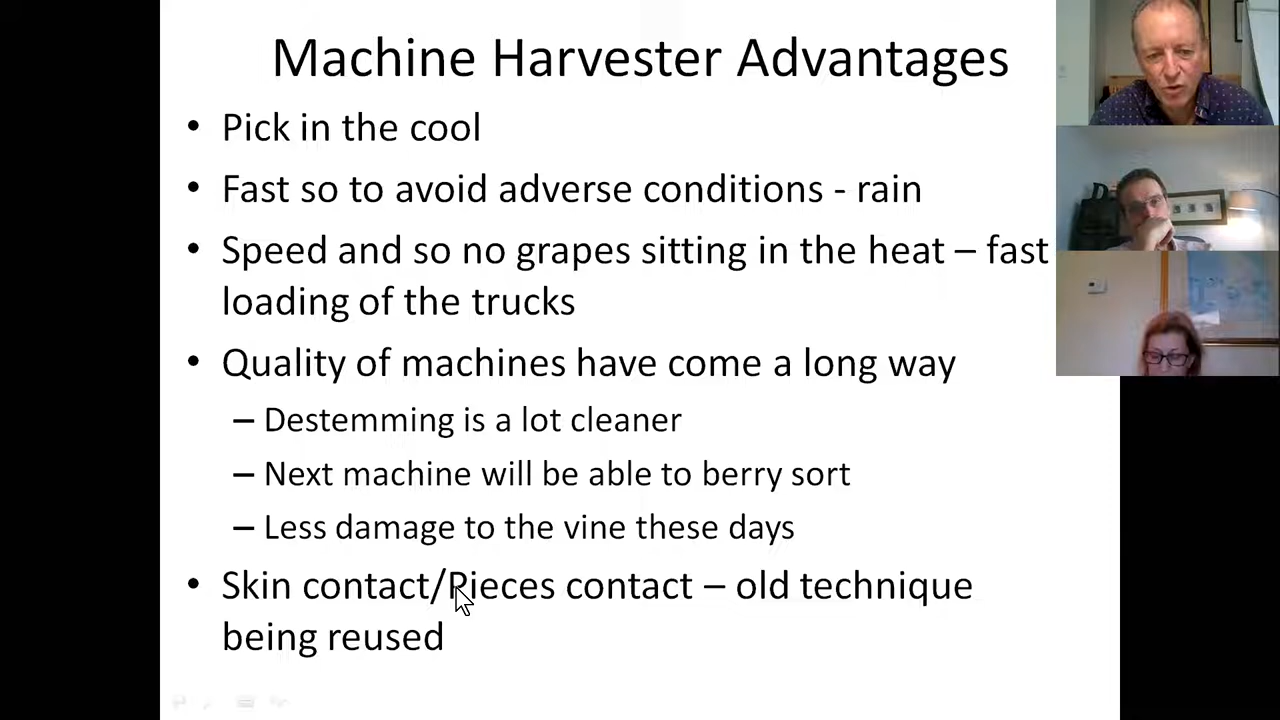 Machine Harvester Advantages
• Pick in the cool
• Fast so to avoid adverse conditions - rain
• Speed and so no grapes sitting in the heat – fast
loading of the trucks
• Quality of machines have come a long way
– Destemming is a lot cleaner
– Next machine will be able to berry sort
– Less damage to the vine these days
• Skin contact/Pieces contact – old technique
being reused